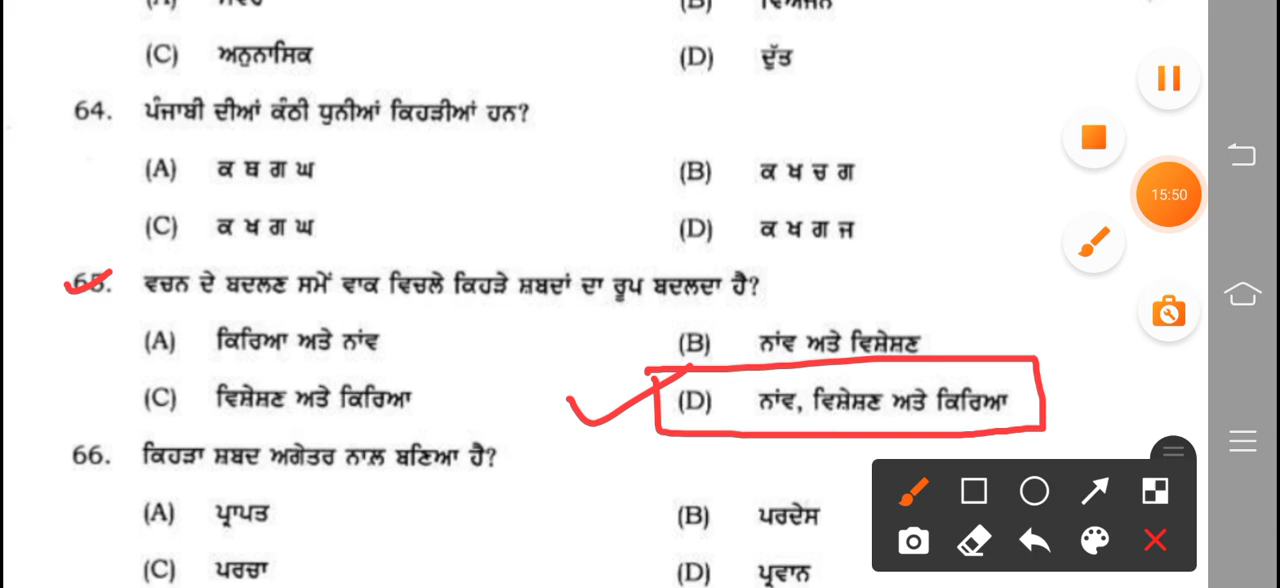 (C) ਅਨੁਨਾਸਿਕ (D) ਦੁੱਤ
64. ਪੰਜਾਬੀ ਦੀਆਂ ਕੰਠੀ ਧੁਨੀਆਂ ਕਿਹੜੀਆਂ ਹਨ?
(A) ਕ ਬ ਗ ਘ (B) ਕ ਖ ਚ ਗ
(C) ਕ ਖ ਗ ਘ (D) ਕ ਖ ਗ ਜ
65. ਵਚਨ ਦੇ ਬਦਲਣ ਸਮੇਂ ਵਾਕ ਵਿਚਲੇ ਕਿਹੜੇ ਸ਼ਬਦਾਂ ਦਾ ਰੂਪ ਬਦਲਦਾ ਹੈ?
(A) ਕਿਰਿਆ ਅਤੇ ਨਾਂਵ (B) ਨਾਂਵ ਅਤੇ ਵਿਸ਼ੇਸ਼ਣ
(C) ਵਿਸ਼ੇਸ਼ਣ ਅਤੇ ਕਿਰਿਆ (D) ਨਾਂਵ, ਵਿਸ਼ੇਸ਼ਣ ਅਤੇ ਕਿਰਿਆ
66. ਕਿਹੜਾ ਸ਼ਬਦ ਅਗੇਤਰ ਨਾਲ਼ ਬਣਿਆ ਹੈ?
(A) ਪ੍ਰਾਪਤ (B) ਪਰਦੇਸ
(C) ਪਰਚਾ (D) ਪ੍ਰਵਾਨ
15:50